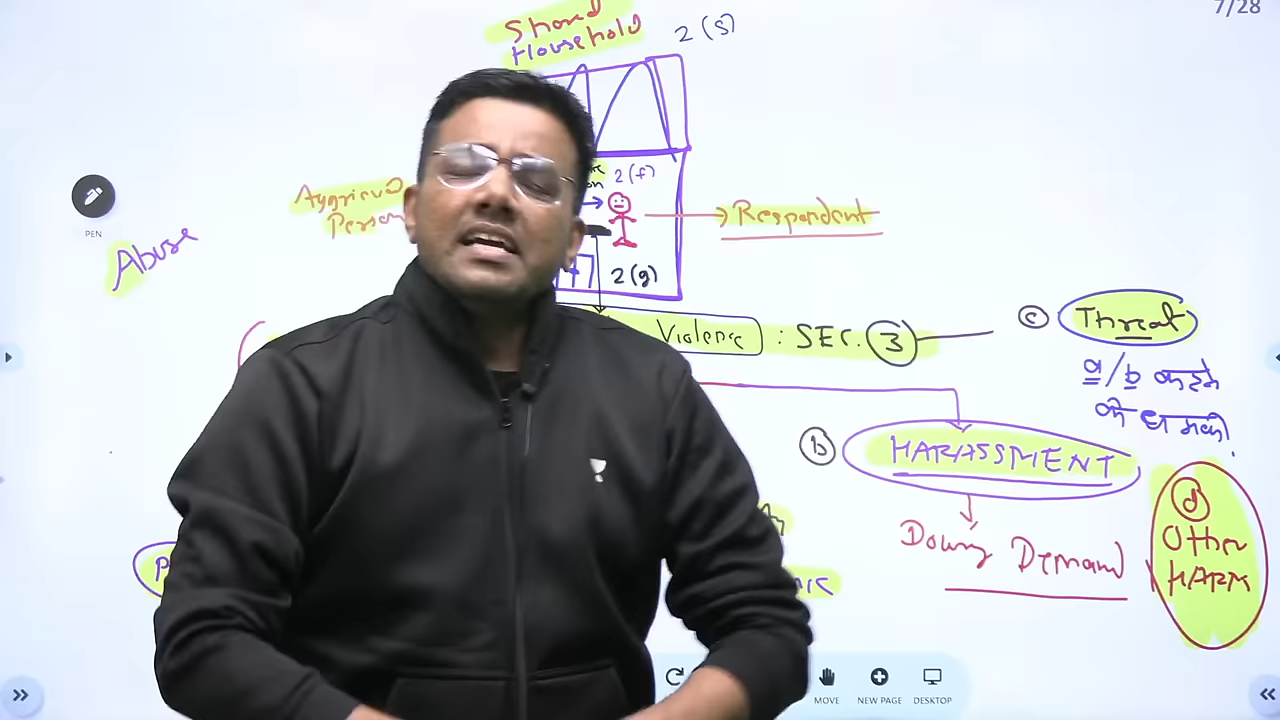 7/28
Shared
Household
2 (S)
2 (f)
Aggrieved
Person
Respondent
PEN
Abuse
2 (g)
Violence : SEC. 3
c Threat
a/b करने
की धमकी
b HARASSMENT
Dowry Demand
d
Other
HARM
MOVE
NEW PAGE
DESKTOP